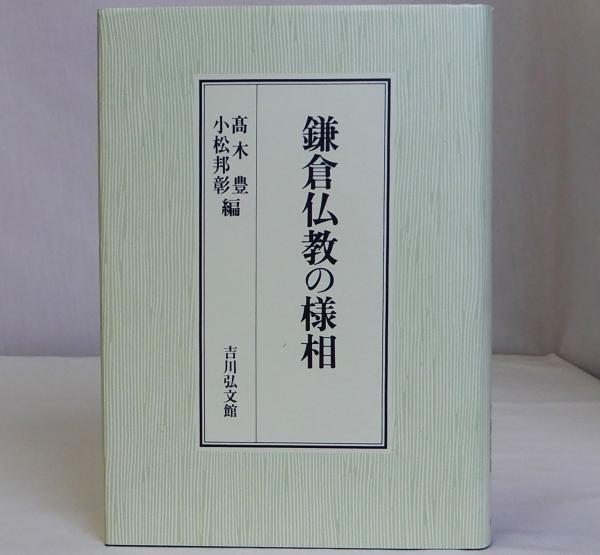 鎌倉仏教の様相
髙木豊
小松邦彰編
吉川弘文館